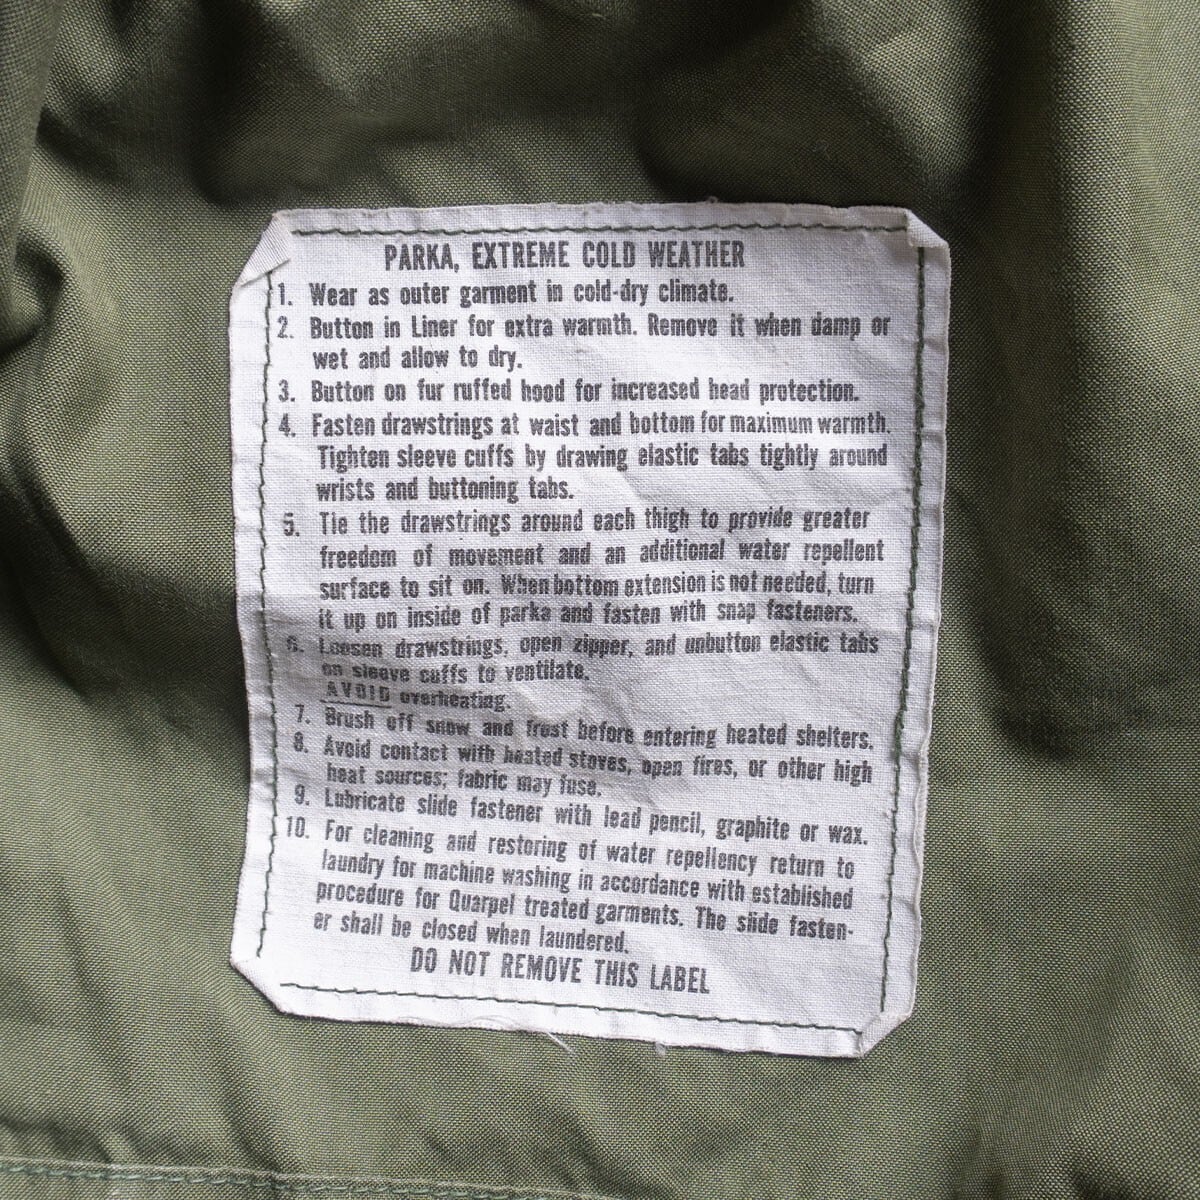 PARKA, EXTREME COLD WEATHER
1. Wear as outer garment in cold-dry climate.
2. Button in Liner for extra warmth. Remove it when damp or
wet and allow to dry.
3. Button on fur ruffed hood for increased head protection.
4. Fasten drawstrings at waist and bottom for maximum warmth.
Tighten sleeve cuffs by drawing elastic tabs tightly around
wrists and buttoning tabs.
5. Tie the drawstrings around each thigh to provide greater
freedom of movement and an additional water repellent
surface to sit on. When bottom extension is not needed, turn
it up on inside of parka and fasten with snap fasteners.
6. Loosen drawstrings, open zipper, and unbutton elastic tabs
on sleeve cuffs to ventilate.
AVOID overheating.
7. Brush off snow and frost before entering heated shelters.
8. Avoid contact with heated stoves, open fires, or other high
heat sources; fabric may fuse.
9. Lubricate slide fastener with lead pencil, graphite or wax.
10. For cleaning and restoring of water repellency return to
laundry for machine washing in accordance with established
procedure for Quarpel treated garments. The slide fasten-
er shall be closed when laundered.
DO NOT REMOVE THIS LABEL